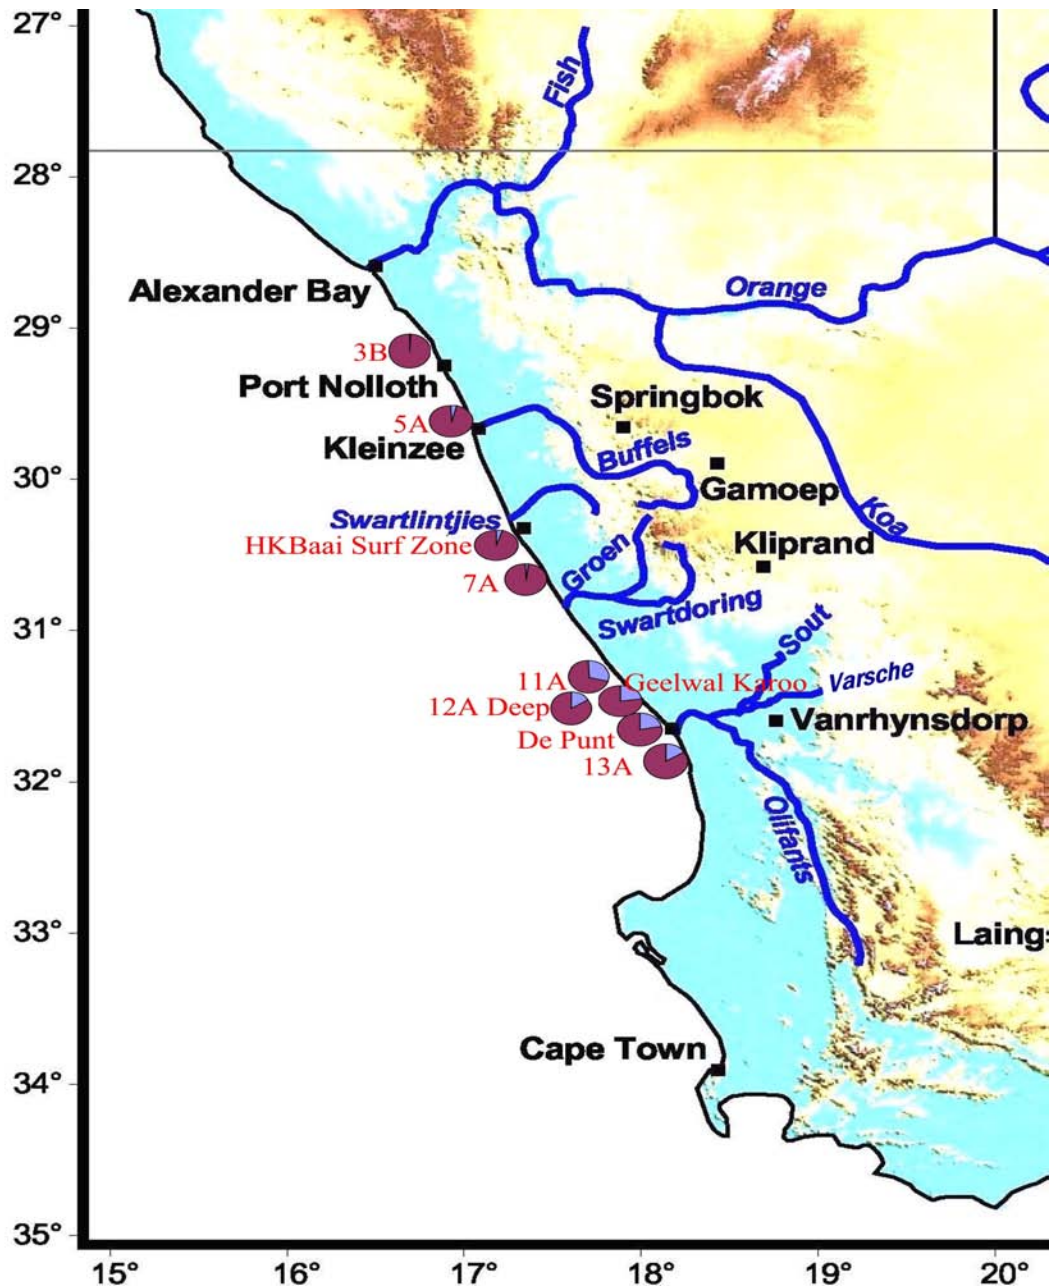 27°
Fish
28°
Alexander Bay
Orange
29°
3B
Port Nolloth
Springbok
5A
Kleinzee
Buffels
30°
Gamoep
Swartlintjies
Koa
HKBaai Surf Zone
Groen
Kliprand
7A
Swartdoring
31°
Sout
11A
Geelwal Karoo
Varsche
12A Deep
De Punt
Vanrhynsdorp
13A
32°
Olifants
33°
Laings
Cape Town
34°
35°
15° 16° 17° 18° 19° 20°